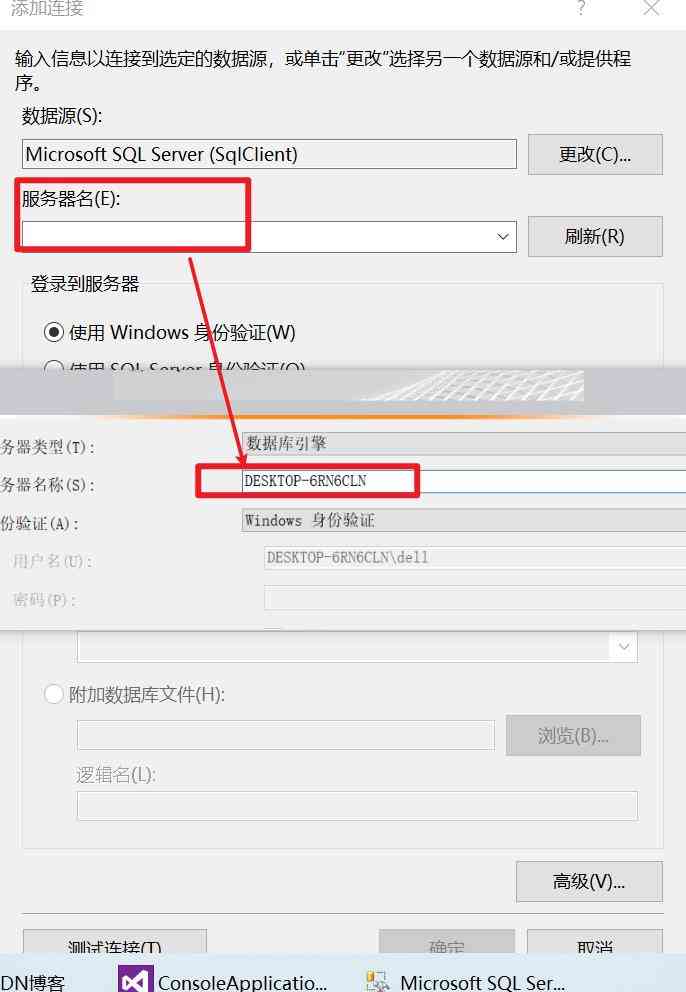 添加连接
?
输入信息以连接到选定的数据源，或单击“更改”选择另一个数据源和/或提供程
序。
数据源(S):
Microsoft SQL Server (SqlClient)
更改(C)...
服务器名(E):
刷新(R)
登录到服务器
使用 Windows 身份验证(W)
使用 SQL Server 身份验证(Q)
务器类型(T):
数据库引擎
务器名称(S):
DESKTOP-6RN6CLN
份验证(A):
Windows 身份验证
用户名(U):
DESKTOP-6RN6CLN\dell
密码(P):
附加数据库文件(H):
浏览(B)...
逻辑名(L):
高级(V)...
测试连接(T)
确定
取消
DN博客
ConsoleApplicatio...
Microsoft SQL Ser...